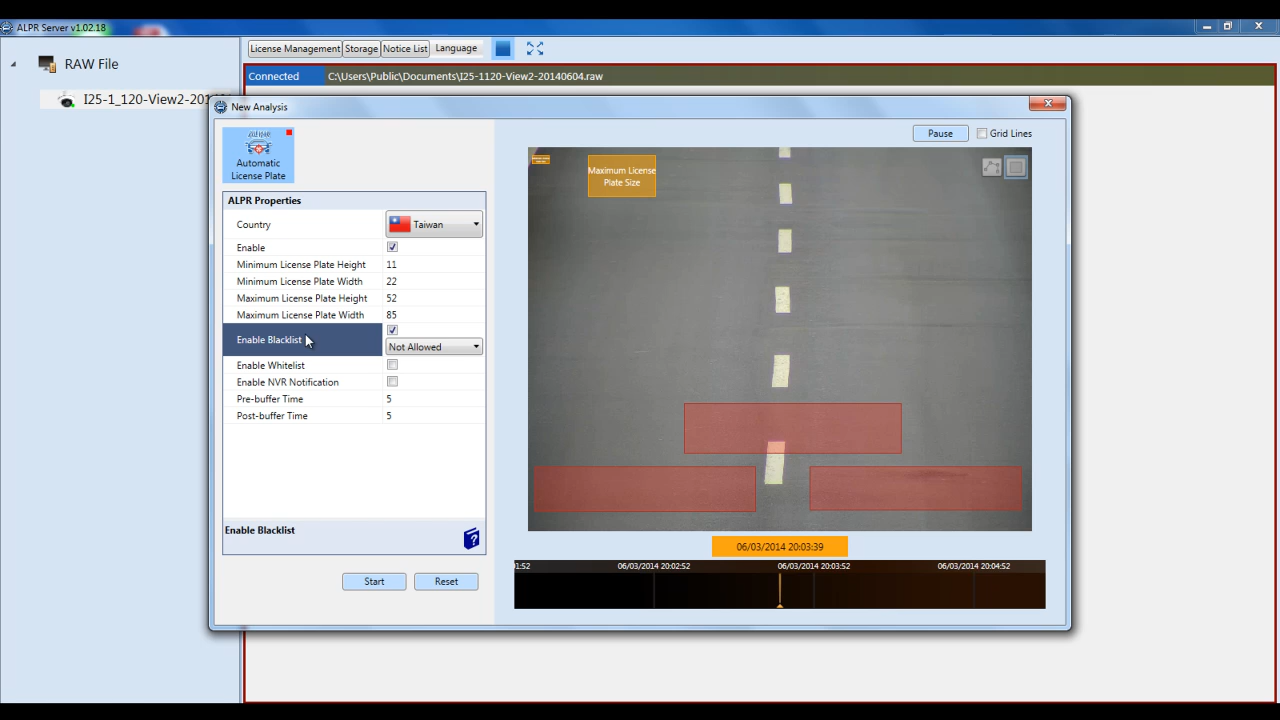 ALPR Server v1.02.18
RAW File
License Management Storage Notice List Language
Connected C:\Users\Public\Documents\I25-1120-View2-20140604.raw
I25-1_120-View2-201
New Analysis
Automatic
License Plate
Pause
Grid Lines
Maximum License
Plate Size
ALPR Properties
Country Taiwan
Enable
Minimum License Plate Height 11
Minimum License Plate Width 22
Maximum License Plate Height 52
Maximum License Plate Width 85
Enable Blacklist
Not Allowed
Enable Whitelist
Enable NVR Notification
Pre-buffer Time 5
Post-buffer Time 5
Enable Blacklist
?
Start Reset
06/03/2014 20:03:39
:52 06/03/2014 20:02:52 06/03/2014 20:03:52 06/03/2014 20:04:52